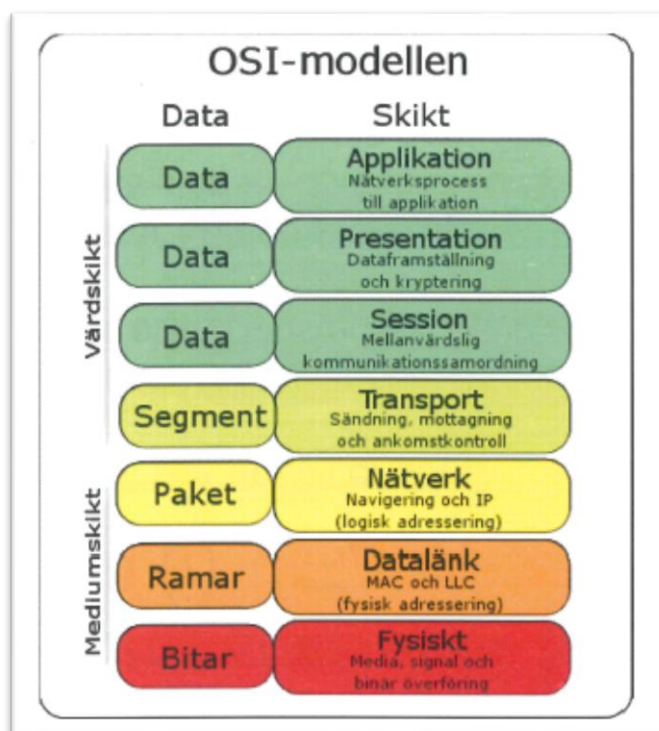 OSI-modellen
Data Skikt
Värdskikt
Data
Applikation
Nätverksprocess
till applikation
Data
Presentation
Dataframställning
och kryptering
Data
Session
Mellanvärdslig
kommunikationssamordning
Segment
Transport
Sändning, mottagning
och ankomstkontroll
Mediumskikt
Paket
Nätverk
Navigering och IP
(logisk adressering)
Ramar
Datalänk
MAC och LLC
(fysisk adressering)
Bitar
Fysiskt
Media, signal och
binär överföring